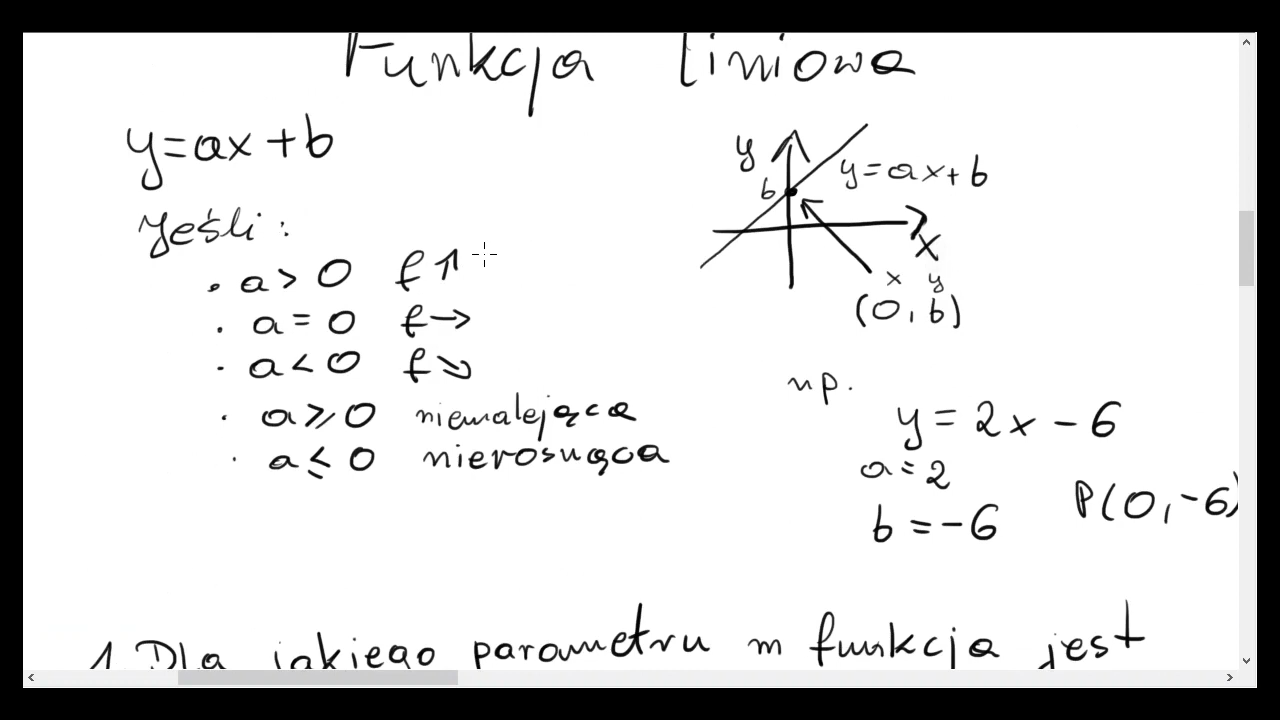 Funkcja liniowa
y=ax+b
Jeśli:
• a > 0 f ↑
• a = 0 f →
• a < 0 f ↘
• a ⩾ 0 niemalejąca
• a ≤ 0 nierosnąca
y
b
y=ax+b
x
x y
(0, b)
np.
y = 2x - 6
a = 2
b = -6
P(0, -6)
1. Dla jakiego parametru m funkcja jest